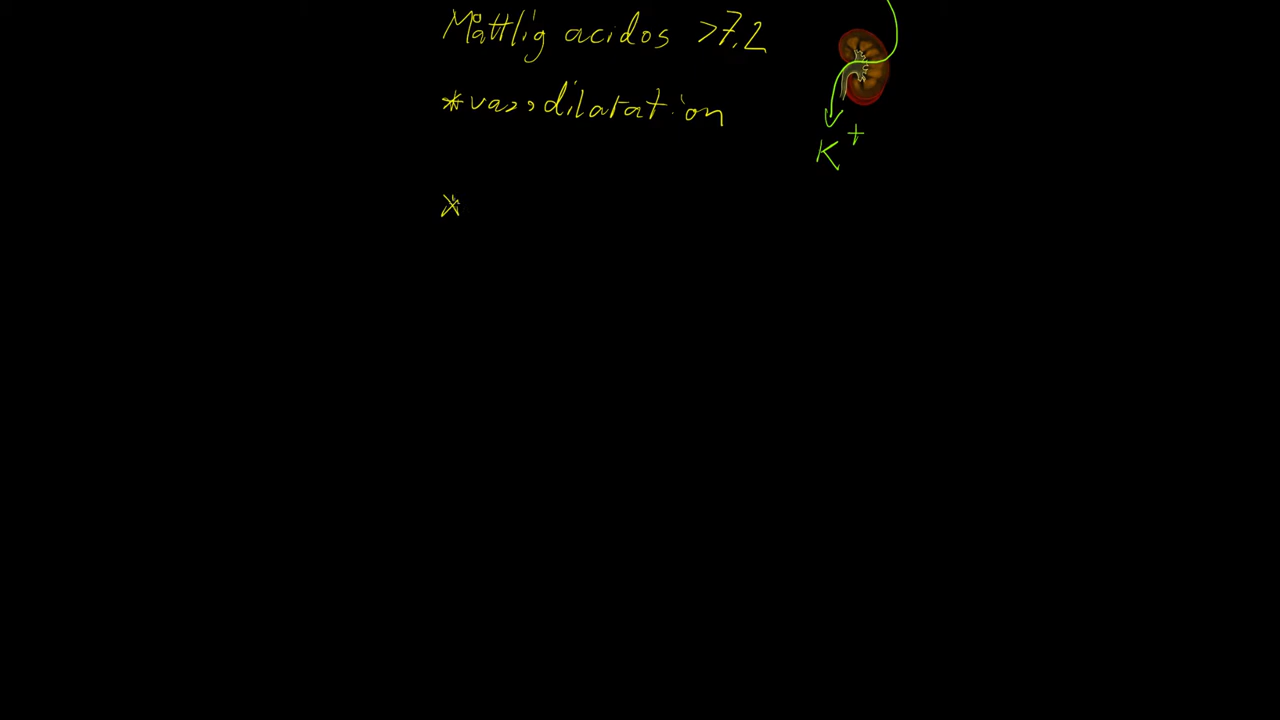 Måttlig acidos >7,2
*vasodilatation
K+
*